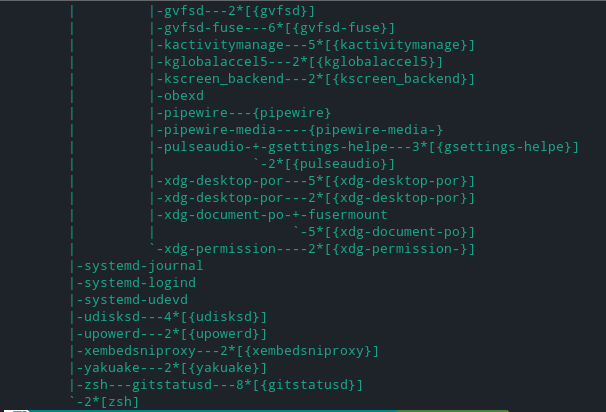 |        |-gvfsd---2*[{gvfsd}]
|        |-gvfsd-fuse---6*[{gvfsd-fuse}]
|        |-kactivitymanage---5*[{kactivitymanage}]
|        |-kglobalaccel5---2*[{kglobalaccel5}]
|        |-kscreen_backend---2*[{kscreen_backend}]
|        |-obexd
|        |-pipewire---{pipewire}
|        |-pipewire-media----{pipewire-media-}
|        |-pulseaudio-+-gsettings-helpe---3*[{gsettings-helpe}]
|        |            `-2*[{pulseaudio}]
|        |-xdg-desktop-por---5*[{xdg-desktop-por}]
|        |-xdg-desktop-por---2*[{xdg-desktop-por}]
|        |-xdg-document-po-+-fusermount
|        |                 `-5*[{xdg-document-po}]
|        `-xdg-permission----2*[{xdg-permission-}]
|-systemd-journal
|-systemd-logind
|-systemd-udevd
|-udisksd---4*[{udisksd}]
|-upowerd---2*[{upowerd}]
|-xembedsniproxy---2*[{xembedsniproxy}]
|-yakuake---2*[{yakuake}]
|-zsh---gitstatusd---8*[{gitstatusd}]
`-2*[zsh]